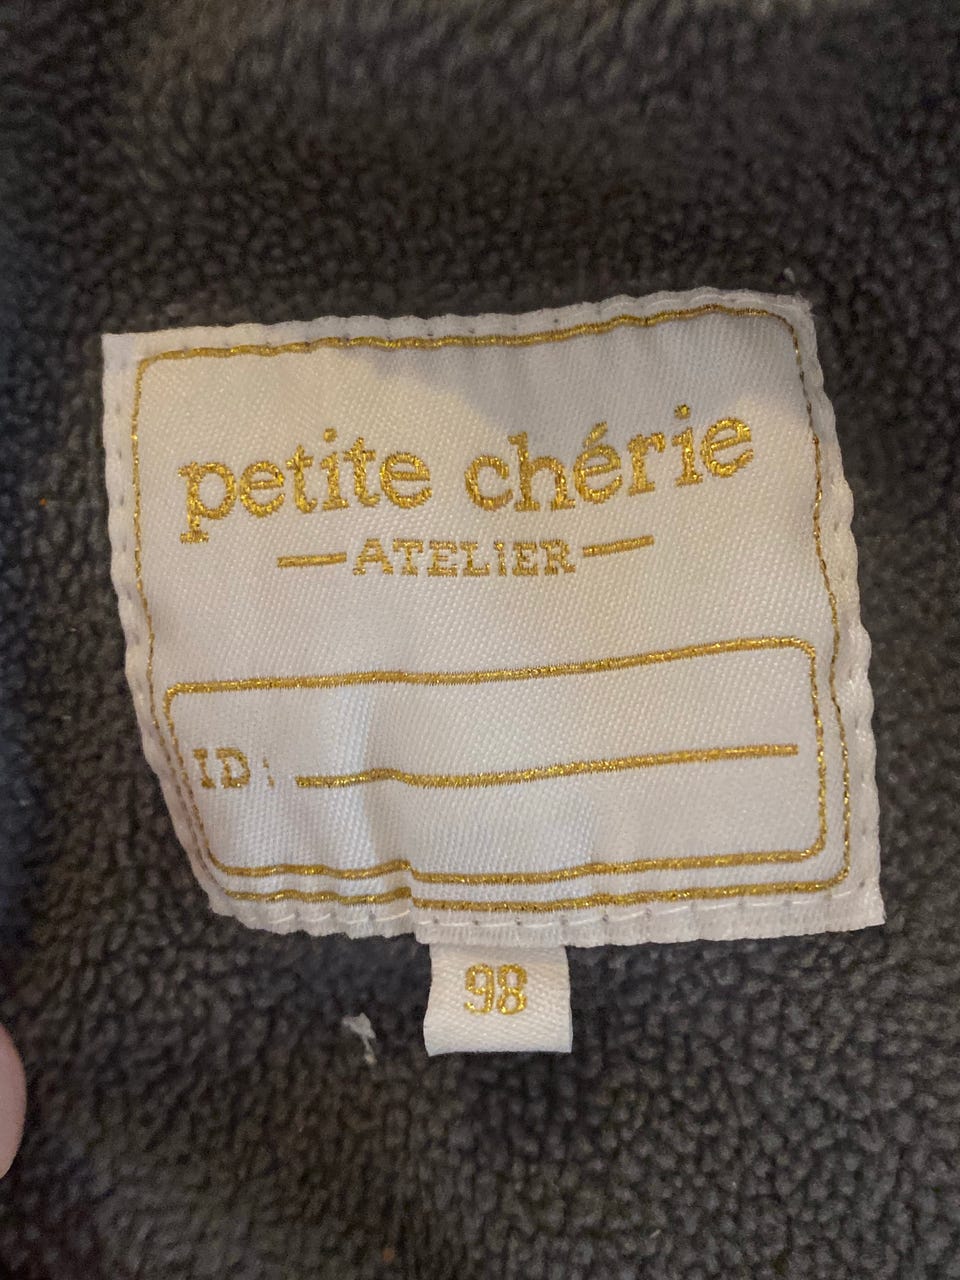 petite chérie
ATELIER
ID:
98